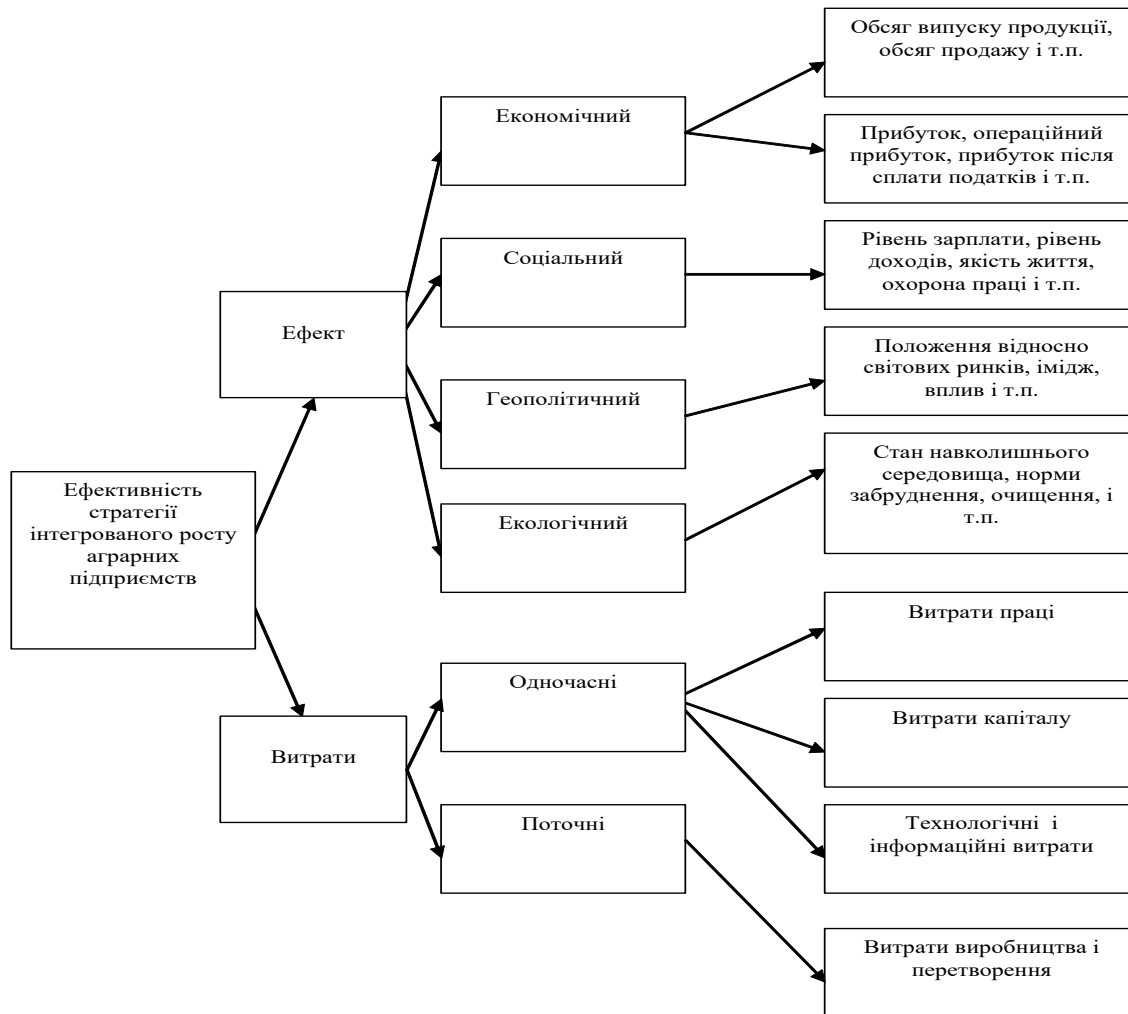 Ефективність
стратегії
інтегрованого росту
аграрних
підприємств
Ефект
Витрати
Економічний
Соціальний
Геополітичний
Екологічний
Одночасні
Поточні
Обсяг випуску продукції,
обсяг продажу і т.п.
Прибуток, операційний
прибуток, прибуток після
сплати податків і т.п.
Рівень зарплати, рівень
доходів, якість життя,
охорона праці і т.п.
Положення відносно
світових ринків, імідж,
вплив і т.п.
Стан навколишнього
середовища, норми
забруднення, очищення, і
т.п.
Витрати праці
Витрати капіталу
Технологічні і
інформаційні витрати
Витрати виробництва і
перетворення